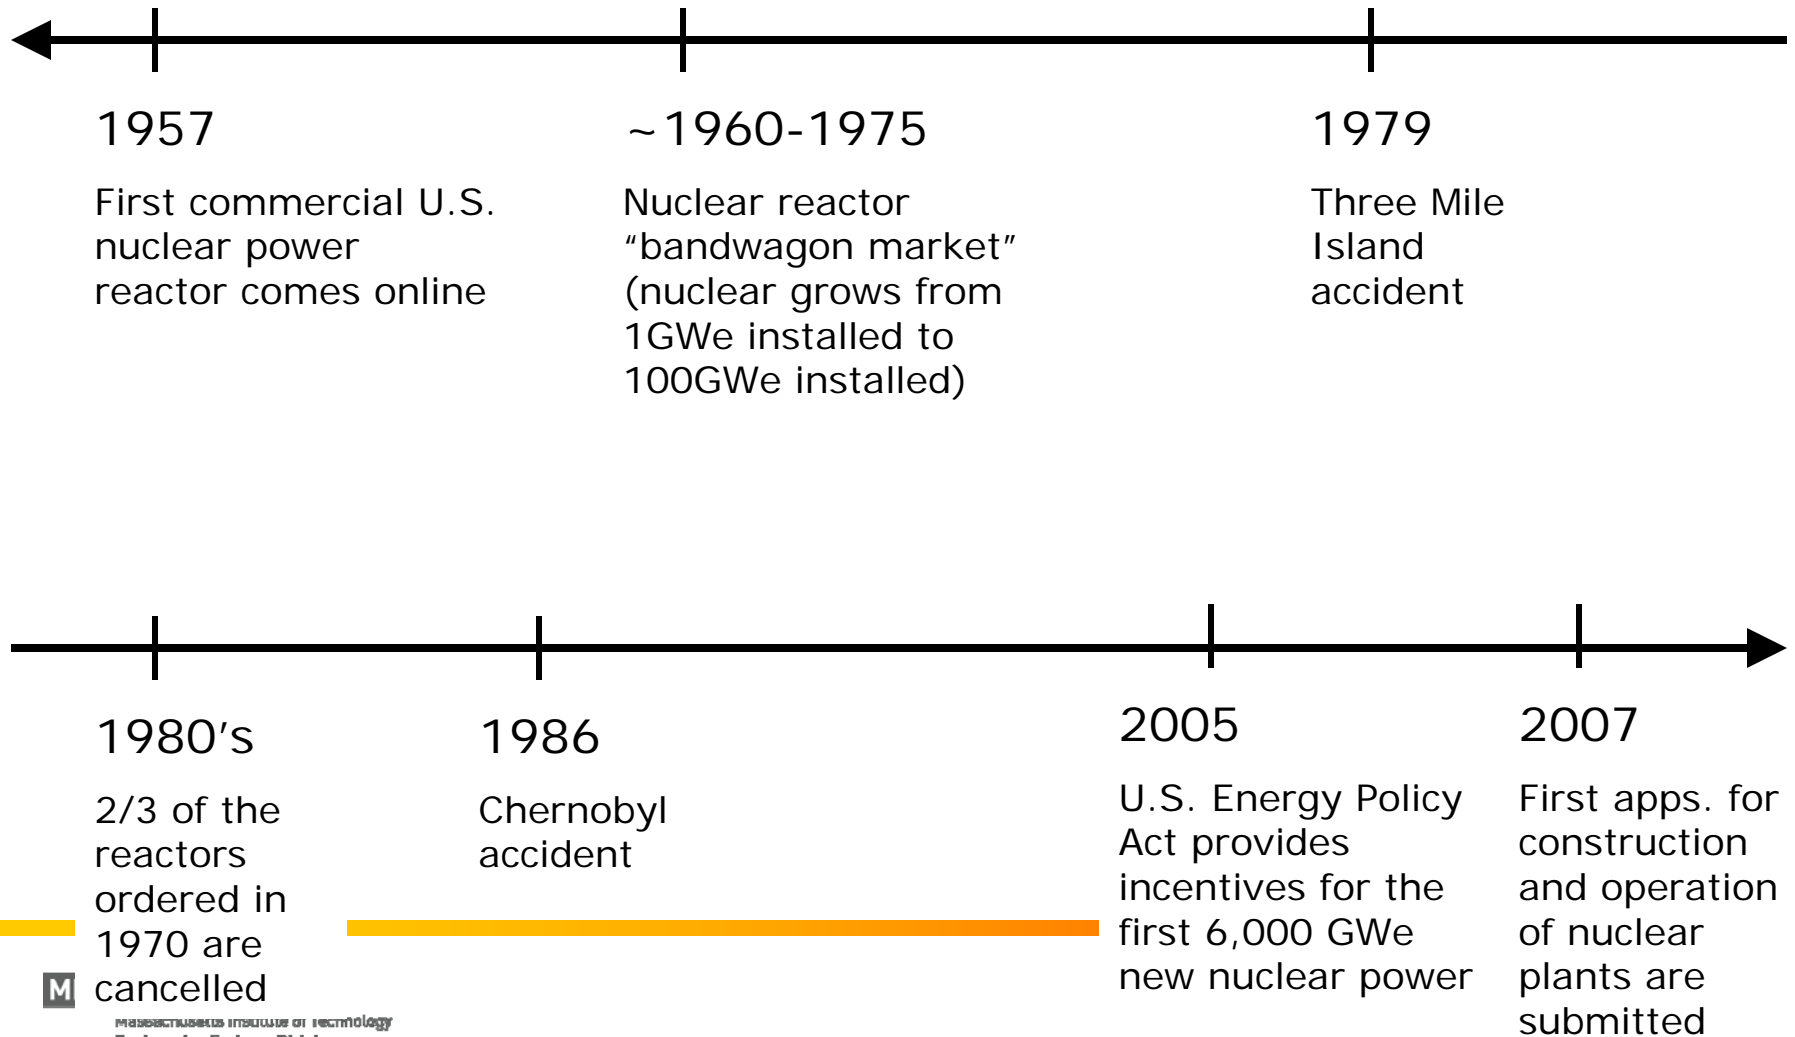 1957
First commercial U.S.
nuclear power
reactor comes online
~1960-1975
Nuclear reactor
“bandwagon market”
(nuclear grows from
1GWe installed to
100GWe installed)
1979
Three Mile
Island
accident
1980’s
2/3 of the
reactors
ordered in
1970 are
cancelled
1986
Chernobyl
accident
2005
U.S. Energy Policy
Act provides
incentives for the
first 6,000 GWe
new nuclear power
2007
First apps. for
construction
and operation
of nuclear
plants are
submitted
M
Massachusetts Institute of Technology